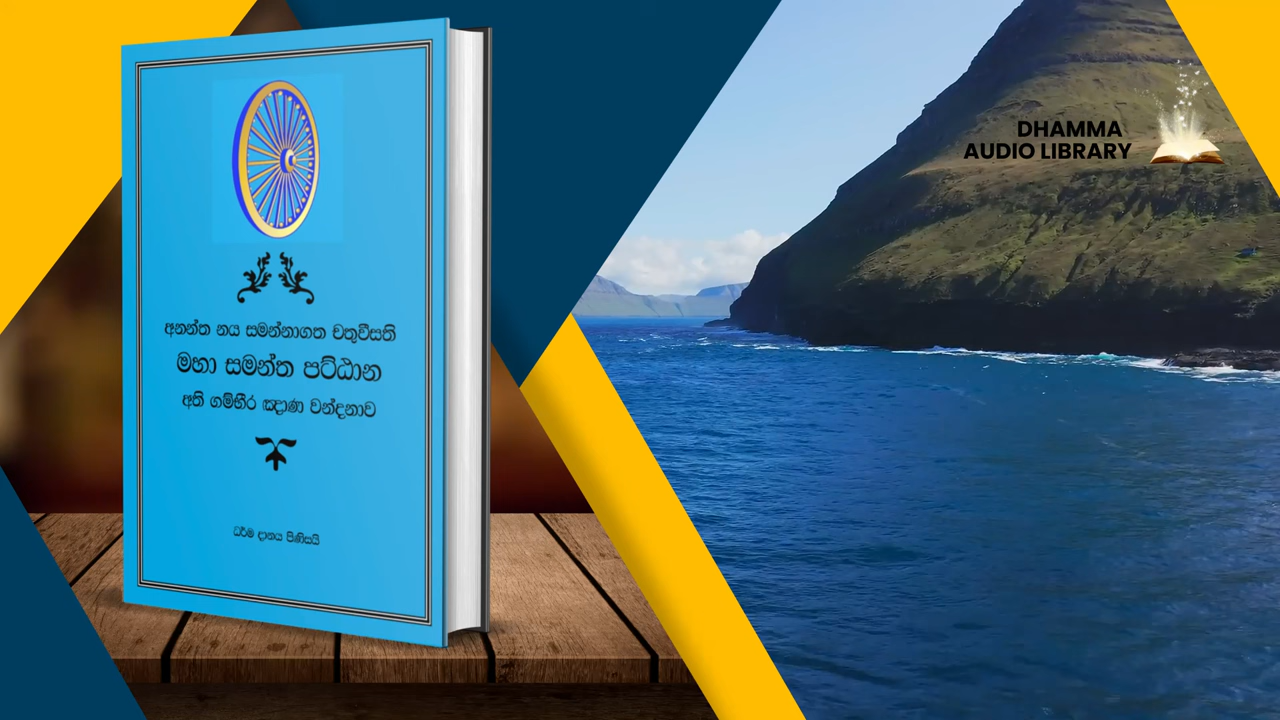 අනන්ත නය සමන්නාගත චතුවීසති
මහා සමන්ත පට්ඨාන
අති ගම්භීර ඤාණ වන්දනාව
ධර්ම දානය පිණිසයි
DHAMMA
AUDIO LIBRARY